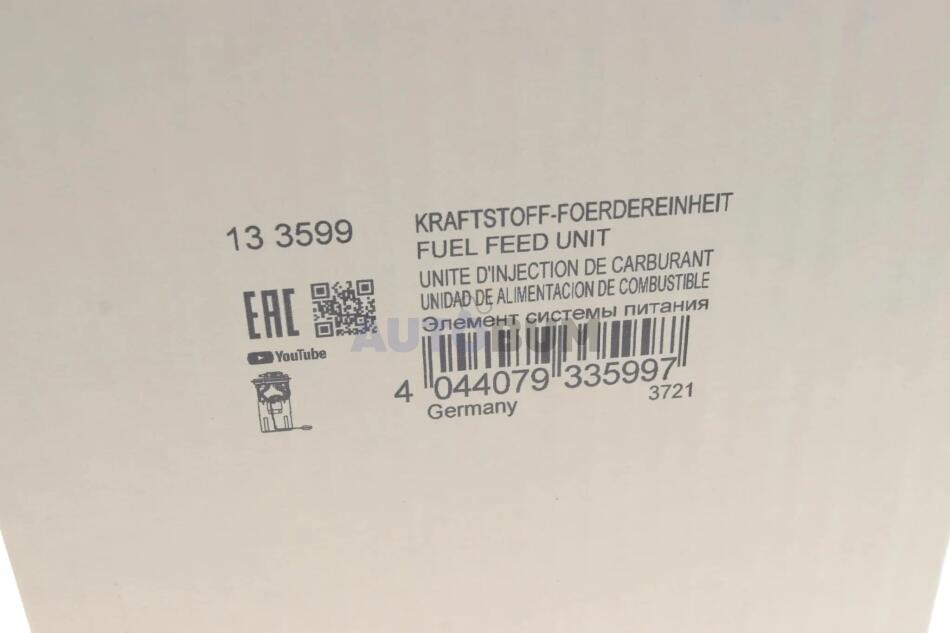 13 3599
KRAFTSTOFF-FOERDEREINHEIT
FUEL FEED UNIT
UNITE D'INJECTION DE CARBURANT
UNIDAD DE ALIMENTACION DE COMBUSTIBLE
Элемент системы питания
EAC
YouTube
AUTOBUM
4 044079 335997
Germany
3721